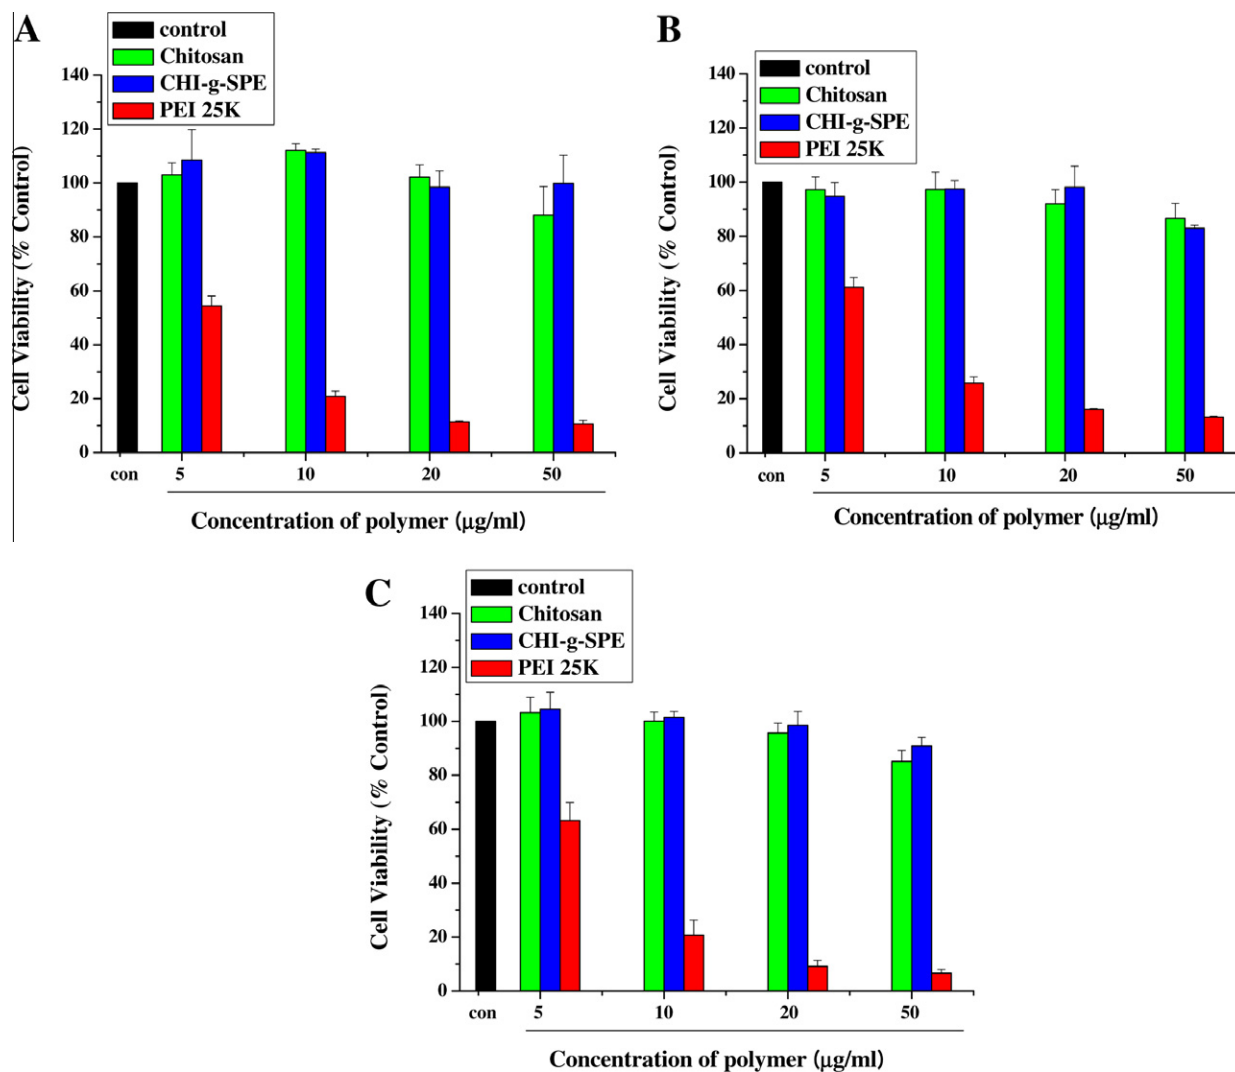 A
control
Chitosan
CHI-g-SPE
PEI 25K
140
120
100
80
60
40
20
0
Cell Viability (% Control)
con 5 10 20 50
Concentration of polymer (μg/ml)
B
control
Chitosan
CHI-g-SPE
PEI 25K
140
120
100
80
60
40
20
0
Cell Viability (% Control)
con 5 10 20 50
Concentration of polymer (μg/ml)
C
control
Chitosan
CHI-g-SPE
PEI 25K
140
120
100
80
60
40
20
0
Cell Viability (% Control)
con 5 10 20 50
Concentration of polymer (μg/ml)